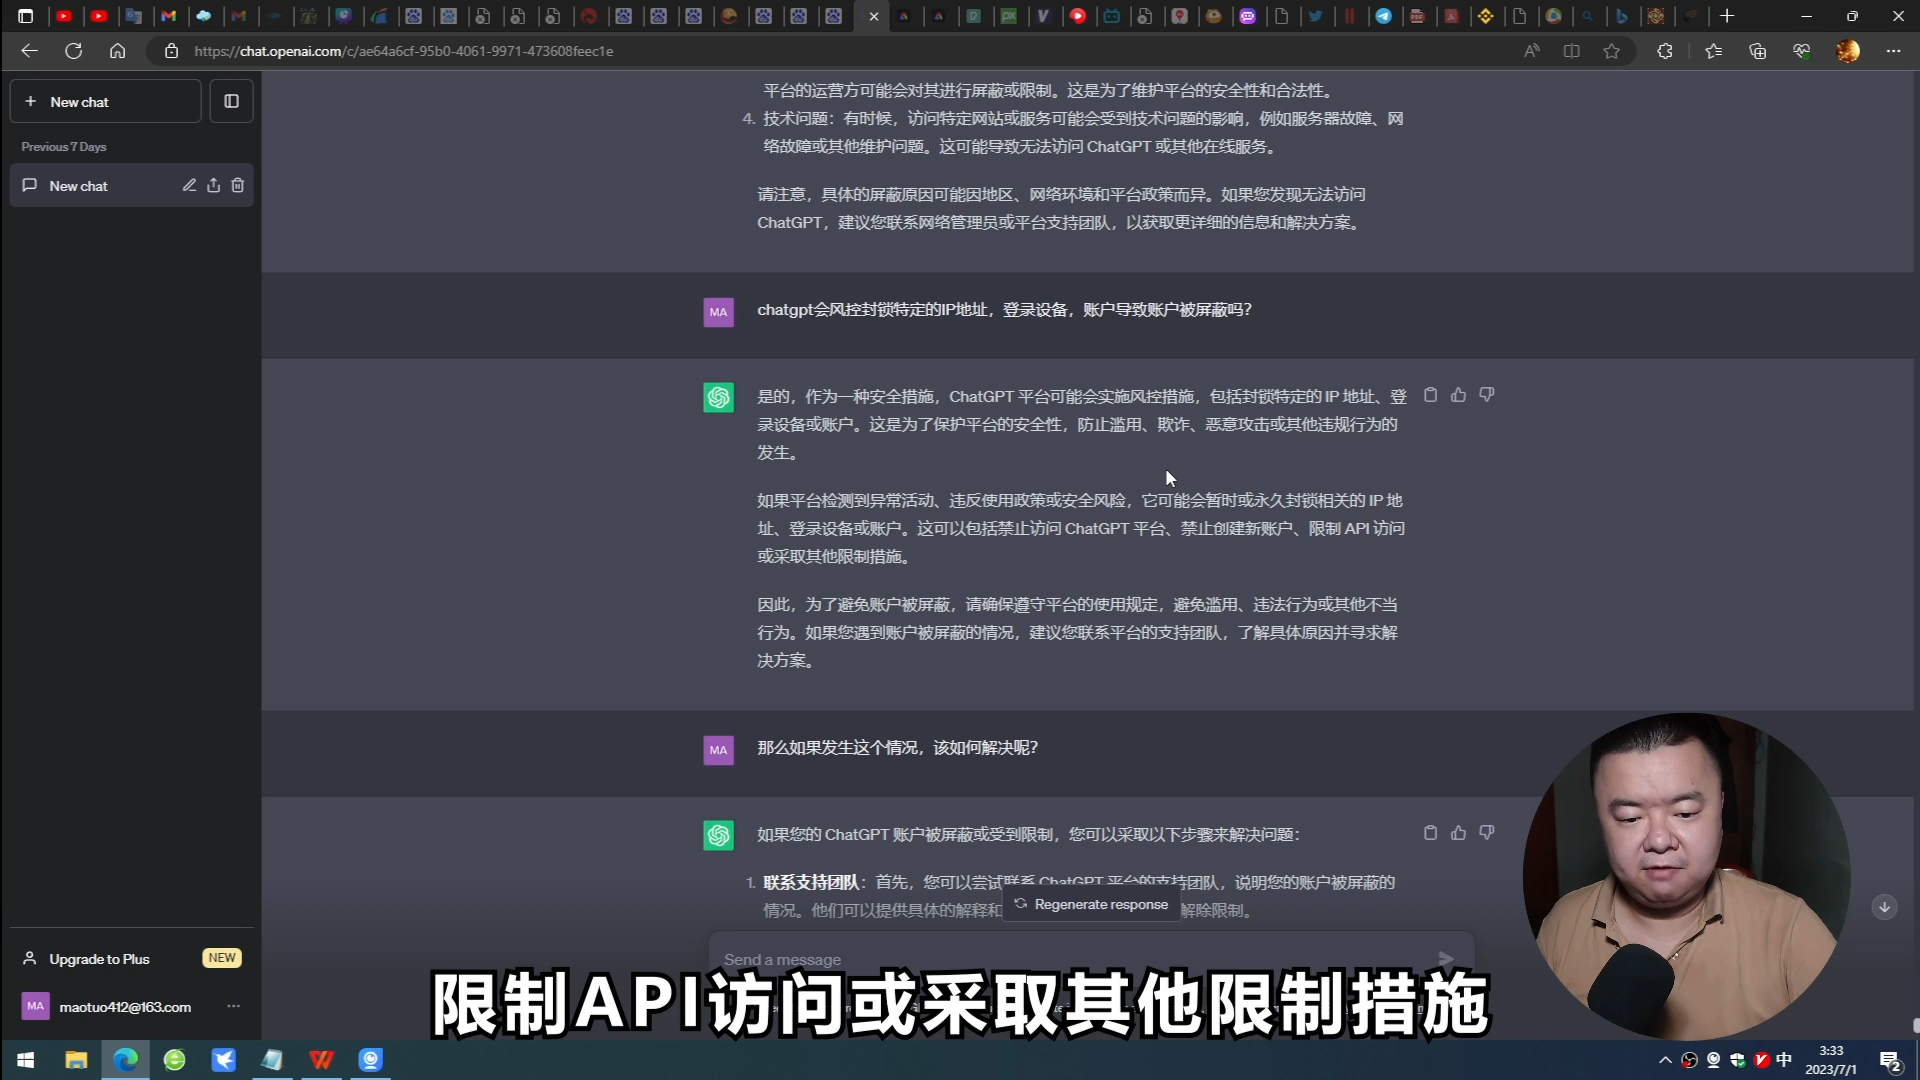 https://chat.openai.com/c/ae64a6cf-95b0-4061-9971-473608feec1e
New chat
Previous 7 Days
New chat
平台的运营方可能会对其进行屏蔽或限制。这是为了维护平台的安全性和合法性。
4. 技术问题：有时候，访问特定网站或服务可能会受到技术问题的影响，例如服务器故障、网
络故障或其他维护问题。这可能导致无法访问 ChatGPT 或其他在线服务。
请注意，具体的屏蔽原因可能因地区、网络环境和平台政策而异。如果您发现无法访问
ChatGPT，建议您联系网络管理员或平台支持团队，以获取更详细的信息和解决方案。
MA
chatgpt会风控封锁特定的IP地址，登录设备，账户导致账户被屏蔽吗？
是的，作为一种安全措施，ChatGPT 平台可能会实施风控措施，包括封锁特定的 IP 地址、登
录设备或账户。这是为了保护平台的安全性，防止滥用、欺诈、恶意攻击或其他违规行为的
发生。
如果平台检测到异常活动、违反使用政策或安全风险，它可能会暂时或永久封锁相关的 IP 地
址、登录设备或账户。这可以包括禁止访问 ChatGPT 平台、禁止创建新账户、限制 API 访问
或采取其他限制措施。
因此，为了避免账户被屏蔽，请确保遵守平台的使用规定，避免滥用、违法行为或其他不当
行为。如果您遇到账户被屏蔽的情况，建议您联系平台的支持团队，了解具体原因并寻求解
决方案。
MA
那么如果发生这个情况，该如何解决呢？
如果您的 ChatGPT 账户被屏蔽或受到限制，您可以采取以下步骤来解决问题：
1. 联系支持团队：首先，您可以尝试联系 ChatGPT 平台的支持团队，说明您的账户被屏蔽的
情况。他们可以提供具体的解释和
解除限制。
Regenerate response
Send a message
Upgrade to Plus
NEW
MA
maotuo412@163.com
限制API访问或采取其他限制措施
中
3:33
2023/7/1
2